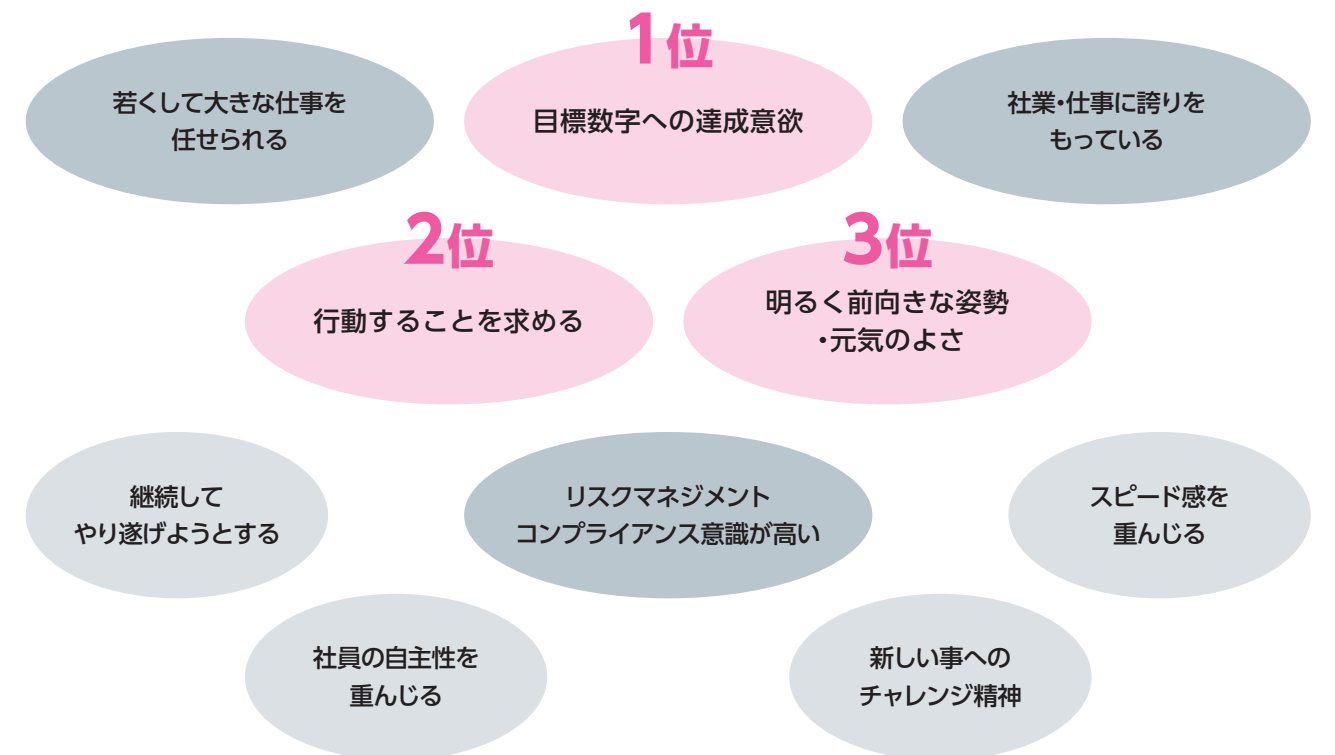 1位
若くして大きな仕事を
任せられる
目標数字への達成意欲
社業・仕事に誇りを
もっている
2位
行動することを求める
3位
明るく前向きな姿勢
・元気のよさ
継続して
やり遂げようとする
リスクマネジメント
コンプライアンス意識が高い
スピード感を
重んじる
社員の自主性を
重んじる
新しい事への
チャレンジ精神